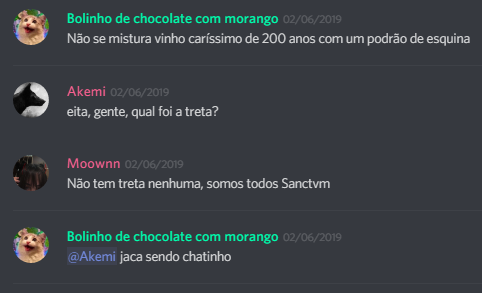 Bolinho de chocolate com morango 02/06/2019
Não se mistura vinho caríssimo de 200 anos com um podrão de esquina
Akemi 02/06/2019
eita, gente, qual foi a treta?
Moownn 02/06/2019
Não tem treta nenhuma, somos todos Sanctvm
Bolinho de chocolate com morango 02/06/2019
@Akemi jaca sendo chatinho